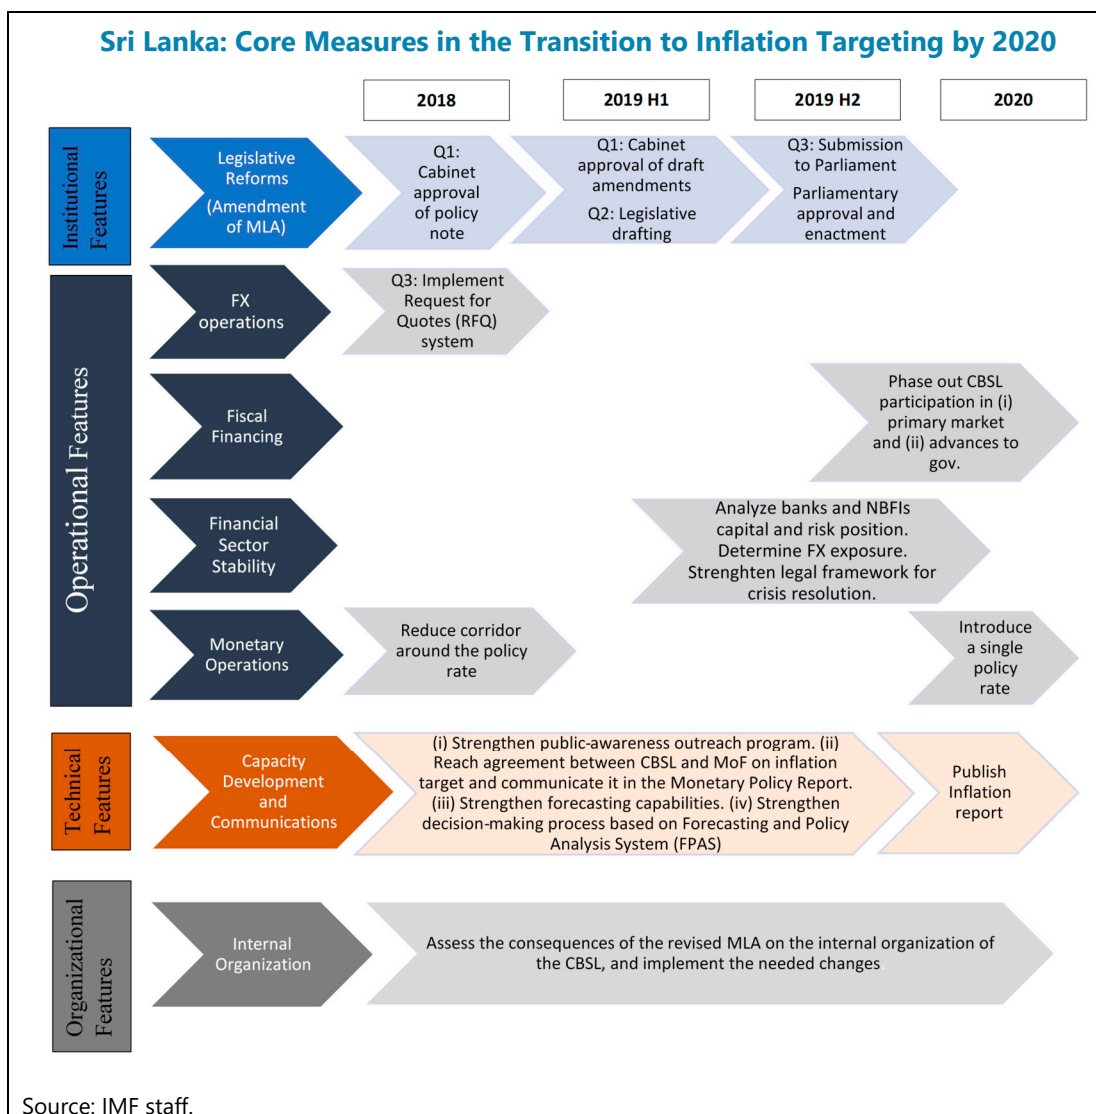 Sri Lanka: Core Measures in the Transition to Inflation Targeting by 2020
2018
2019 H1
2019 H2
2020
Institutional
Features
Legislative
Reforms
(Amendment
of MLA)
Q1:
Cabinet
approval
of policy
note
Q1: Cabinet
approval of draft
amendments
Q2: Legislative
drafting
Q3: Submission
to Parliament
Parliamentary
approval and
enactment
Operational Features
FX
operations
Q3: Implement
Request for
Quotes (RFQ)
system
Fiscal
Financing
Phase out CBSL
participation in (i)
primary market
and (ii) advances to
gov.
Financial
Sector
Stability
Analyze banks and NBFIs
capital and risk position.
Determine FX exposure.
Strenghten legal framework for
crisis resolution.
Monetary
Operations
Reduce corridor
around the policy
rate
Introduce
a single
policy
rate
Technical
Features
Capacity
Development
and
Communications
(i) Strengthen public-awareness outreach program. (ii)
Reach agreement between CBSL and MoF on inflation
target and communicate it in the Monetary Policy Report.
(iii) Strengthen forecasting capabilities. (iv) Strengthen
decision-making process based on Forecasting and Policy
Analysis System (FPAS)
Publish
Inflation
report
Organizational
Features
Internal
Organization
Assess the consequences of the revised MLA on the internal organization of
the CBSL, and implement the needed changes
Source: IMF staff.